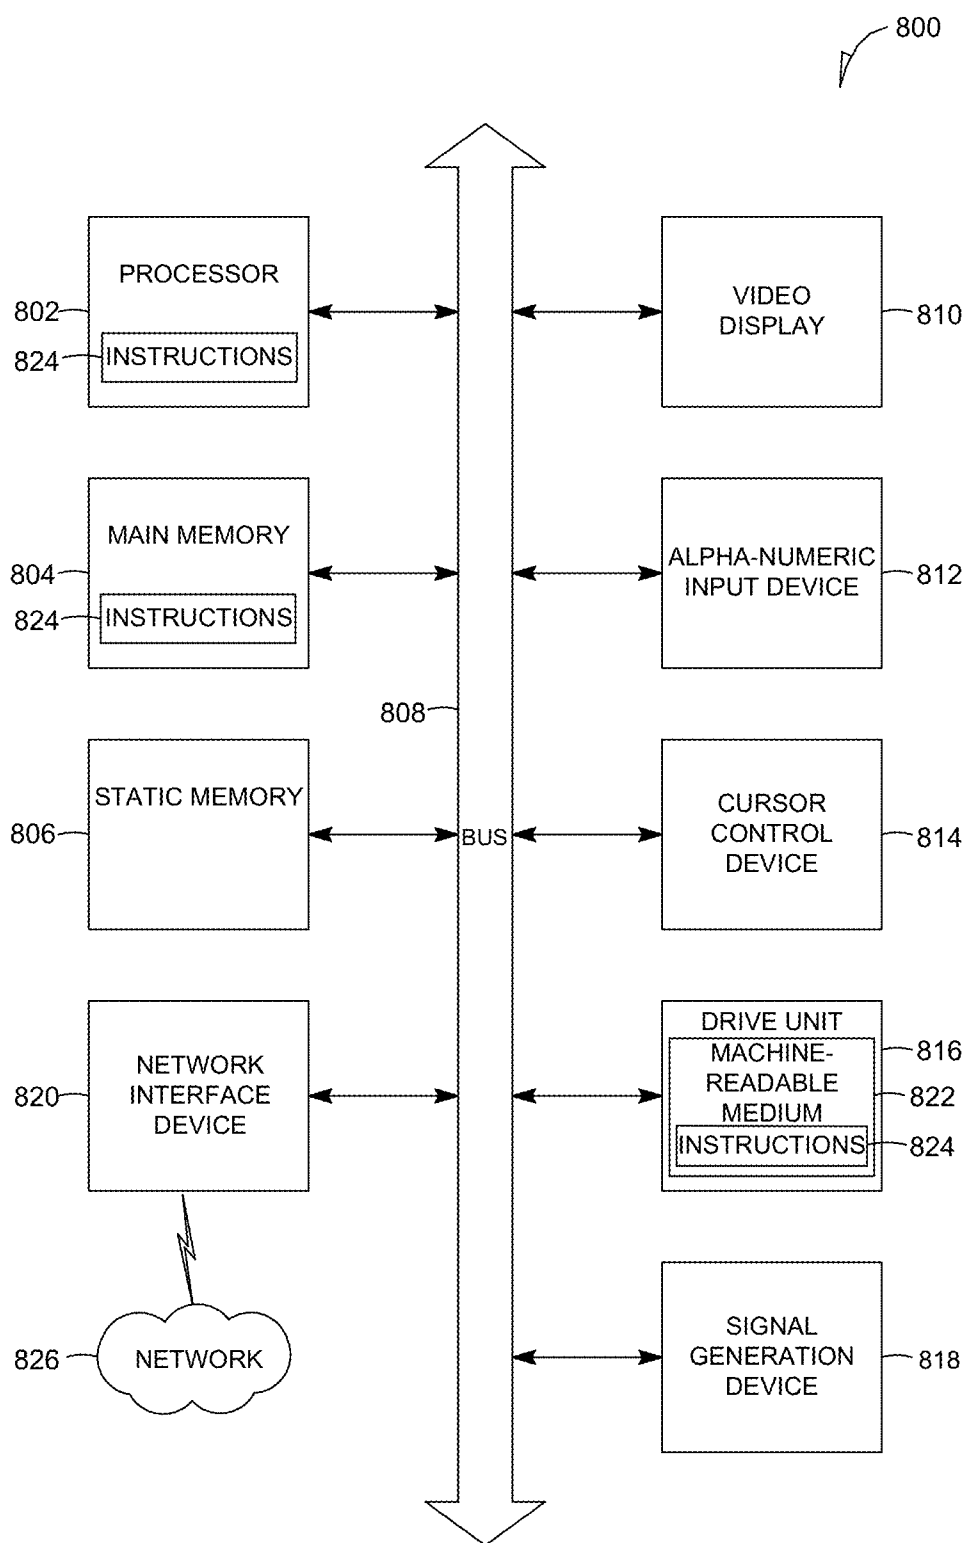 800
PROCESSOR
802
824
INSTRUCTIONS
VIDEO
DISPLAY
810
MAIN MEMORY
804
824
INSTRUCTIONS
ALPHA-NUMERIC
INPUT DEVICE
812
808
STATIC MEMORY
806
BUS
CURSOR
CONTROL
DEVICE
814
NETWORK
INTERFACE
DEVICE
820
DRIVE UNIT
816
MACHINE-
READABLE
MEDIUM
822
INSTRUCTIONS
824
826
NETWORK
SIGNAL
GENERATION
DEVICE
818